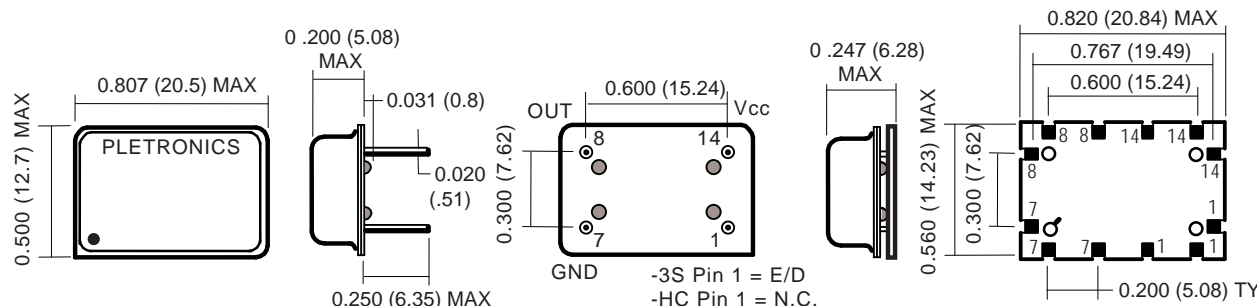 0.807 (20.5) MAX
0.500 (12.7) MAX
PLETRONICS
0 .200 (5.08)
MAX
0.031 (0.8)
0.020
(.51)
0.250 (6.35) MAX
0.600 (15.24)
OUT
Vcc
8
14
0.300 (7.62)
7
1
GND
-3S Pin 1 = E/D
-HC Pin 1 = N.C.
0 .247 (6.28)
MAX
0.820 (20.84) MAX
0.767 (19.49)
0.600 (15.24)
0.560 (14.23) MAX
0.300 (7.62)
8 8 14 14
8 14
7 1
7 7 1 1
0.200 (5.08) TY